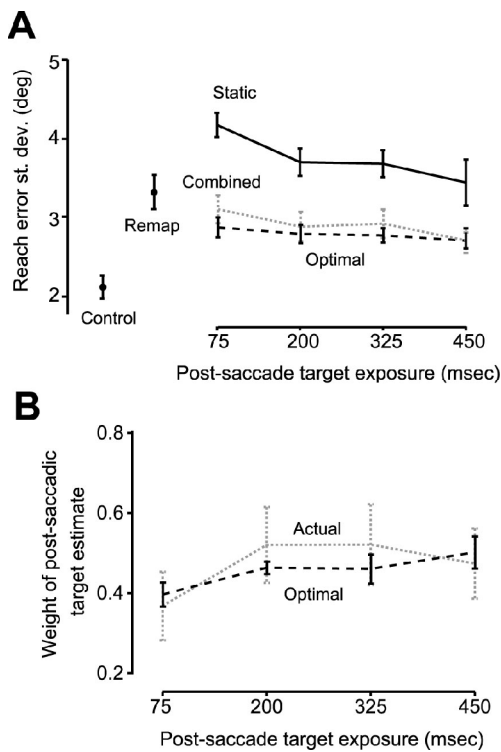 A
Reach error st. dev. (deg)
5
4
3
2
Static
Combined
Remap
Optimal
Control
75 200 325 450
Post-saccade target exposure (msec)
B
Weight of post-saccadic
target estimate
0.8
0.6
0.4
0.2
Actual
Optimal
75 200 325 450
Post-saccade target exposure (msec)